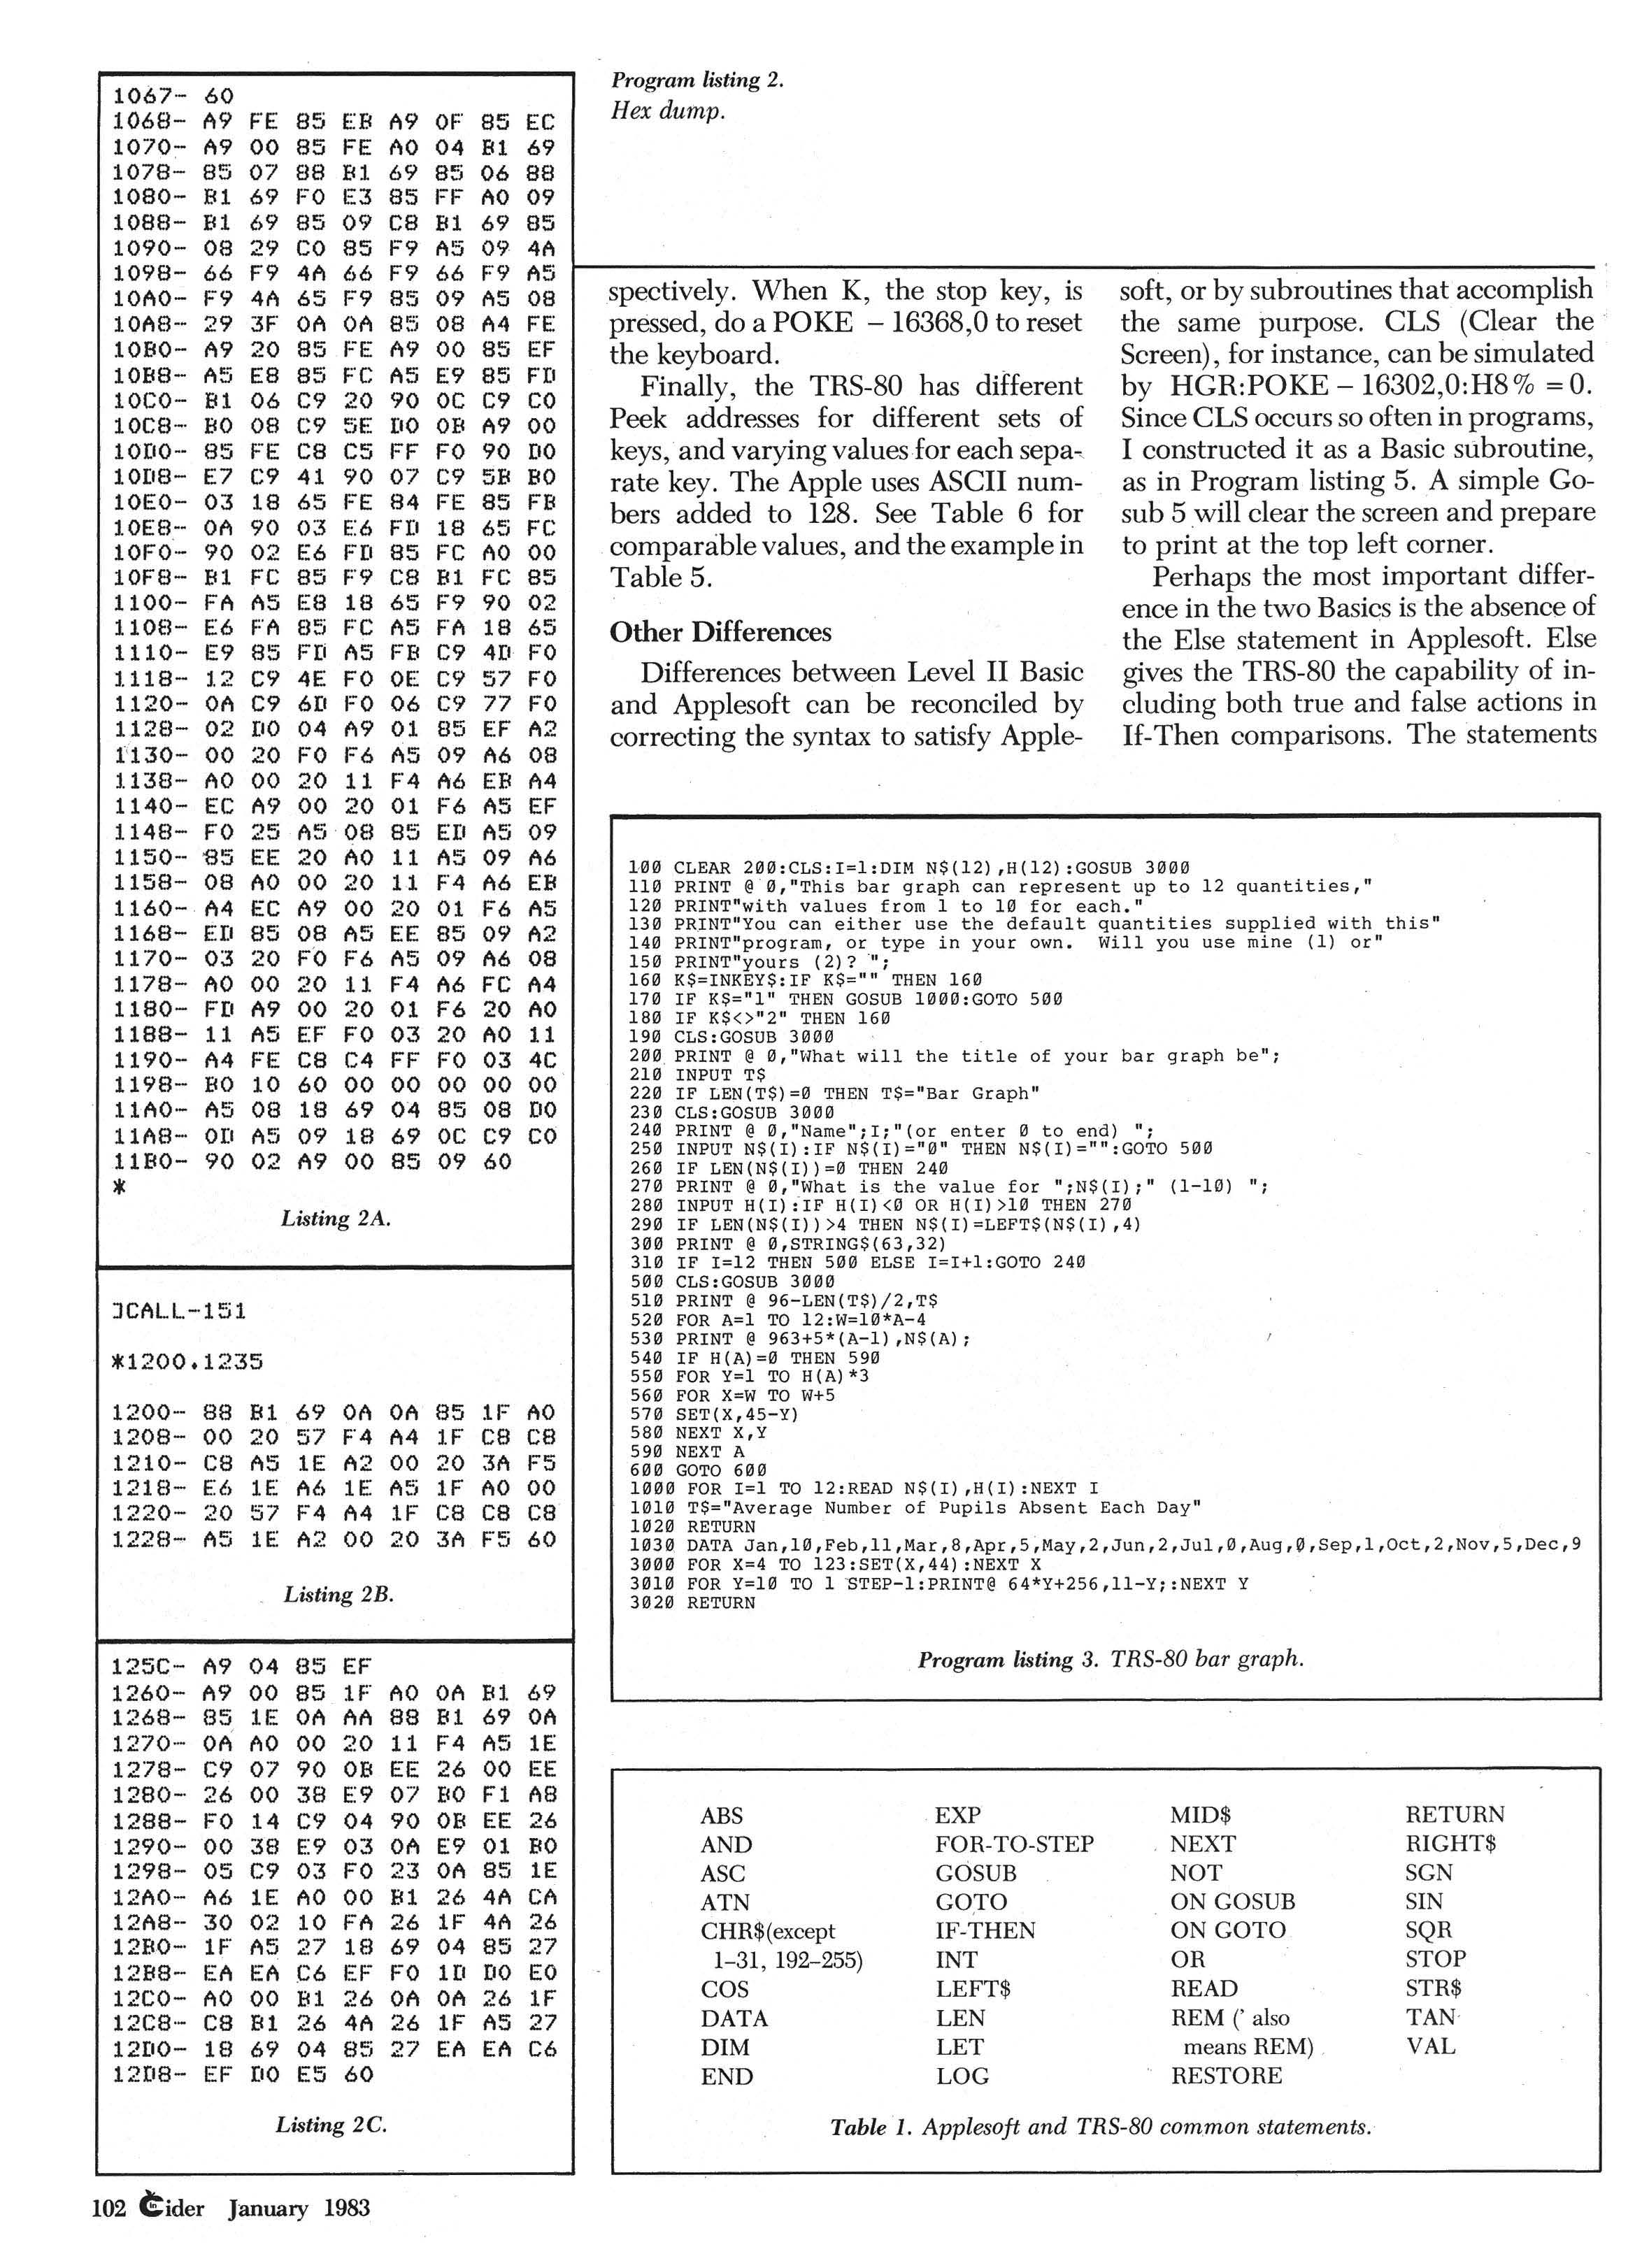 1067- 60
1068- A9 FE 85 EB A9 0F 85 EC
1070- A9 00 85 FE A0 04 B1 69
1078- 85 07 88 B1 69 85 06 88
1080- B1 69 F0 E3 85 FF A0 09
1088- B1 69 85 09 C8 B1 69 85
1090- 08 29 C0 85 F9 A5 09 4A
1098- 66 F9 4A 66 F9 66 F9 A5
10A0- F9 4A 65 F9 85 09 A5 08
10A8- 29 3F 0A 0A 85 08 A4 FE
10B0- A9 20 85 FE A9 00 85 EF
10B8- A5 E8 85 FC A5 E9 85 FD
10C0- B1 06 C9 20 90 0C C9 C0
10C8- B0 08 C9 5E D0 0B A9 00
10D0- 85 FE C8 C5 FF F0 90 D0
10D8- E7 C9 41 90 07 C9 5B B0
10E0- 03 18 65 FE 84 FE 85 FB
10E8- 0A 90 03 E6 FD 18 65 FC
10F0- 90 02 E6 FD 85 FC A0 00
10F8- B1 FC 85 F9 C8 B1 FC 85
1100- FA A5 E8 18 65 F9 90 02
1108- E6 FA 85 FC A5 FA 18 65
1110- E9 85 FD A5 FB C9 4D F0
1118- 12 C9 4E F0 0E C9 57 F0
1120- 0A C9 6D F0 06 C9 77 F0
1128- 02 D0 04 A9 01 85 EF A2
1130- 00 20 F0 F6 A5 09 A6 08
1138- A0 00 20 11 F4 A6 EB A4
1140- EC A9 00 20 01 F6 A5 EF
1148- F0 25 A5 08 85 ED A5 09
1150- 85 EE 20 A0 11 A5 09 A6
1158- 08 A0 00 20 11 F4 A6 EB
1160- A4 EC A9 00 20 01 F6 A5
1168- ED 85 08 A5 EE 85 09 A2
1170- 03 20 F0 F6 A5 09 A6 08
1178- A0 00 20 11 F4 A6 FC A4
1180- FD A9 00 20 01 F6 20 A0
1188- 11 A5 EF F0 03 20 A0 11
1190- A4 FE C8 C4 FF F0 03 4C
1198- B0 10 60 00 00 00 00 00
11A0- A5 08 18 69 04 85 08 D0
11A8- 0D A5 09 18 69 0C C9 C0
11B0- 90 02 A9 00 85 09 60
*
Listing 2A.
]CALL-151
*1200.1235
1200- 88 B1 69 0A 0A 85 1F A0
1208- 00 20 57 F4 A4 1F C8 C8
1210- C8 A5 1E A2 00 20 3A F5
1218- E6 1E A6 1E A5 1F A0 00
1220- 20 57 F4 A4 1F C8 C8 C8
1228- A5 1E A2 00 20 3A F5 60
Listing 2B.
125C- A9 04 85 EF
1260- A9 00 85 1F A0 0A B1 69
1268- 85 1E 0A AA 88 B1 69 0A
1270- 0A A0 00 20 11 F4 A5 1E
1278- C9 07 90 0B EE 26 00 EE
1280- 26 00 38 E9 07 B0 F1 A8
1288- F0 14 C9 04 90 0B EE 26
1290- 00 38 E9 03 0A E9 01 B0
1298- 05 C9 03 F0 23 0A 85 1E
12A0- A6 1E A0 00 B1 26 4A CA
12A8- 30 02 10 FA 26 1F 4A 26
12B0- 1F A5 27 18 69 04 85 27
12B8- EA EA C6 EF F0 1D D0 E0
12C0- A0 00 B1 26 0A 0A 26 1F
12C8- C8 B1 26 4A 26 1F A5 27
12D0- 18 69 04 85 27 EA EA C6
12D8- EF D0 E5 60
Listing 2C.
Program listing 2.
Hex dump.
spectively. When K, the stop key, is
pressed, do a POKE – 16368,0 to reset
the keyboard.
Finally, the TRS-80 has different
Peek addresses for different sets of
keys, and varying values for each sepa-
rate key. The Apple uses ASCII num-
bers added to 128. See Table 6 for
comparable values, and the example in
Table 5.
Other Differences
Differences between Level II Basic
and Applesoft can be reconciled by
correcting the syntax to satisfy Apple-
soft, or by subroutines that accomplish
the same purpose. CLS (Clear the
Screen), for instance, can be simulated
by HGR:POKE – 16302,0:H8% = 0.
Since CLS occurs so often in programs,
I constructed it as a Basic subroutine,
as in Program listing 5. A simple Go-
sub 5 will clear the screen and prepare
to print at the top left corner.
Perhaps the most important differ-
ence in the two Basics is the absence of
the Else statement in Applesoft. Else
gives the TRS-80 the capability of in-
cluding both true and false actions in
If-Then comparisons. The statements
100 CLEAR 200:CLS:I=1:DIM N$(12),H(12):GOSUB 3000
110 PRINT @ 0,"This bar graph can represent up to 12 quantities,"
120 PRINT"with values from 1 to 10 for each."
130 PRINT"You can either use the default quantities supplied with this"
140 PRINT"program, or type in your own.  Will you use mine (1) or"
150 PRINT"yours (2)? ";
160 K$=INKEY$:IF K$="" THEN 160
170 IF K$="1" THEN GOSUB 1000:GOTO 500
180 IF K$<>"2" THEN 160
190 CLS:GOSUB 3000
200 PRINT @ 0,"What will the title of your bar graph be";
210 INPUT T$
220 IF LEN(T$)=0 THEN T$="Bar Graph"
230 CLS:GOSUB 3000
240 PRINT @ 0,"Name";I;"(or enter 0 to end) ";
250 INPUT N$(I):IF N$(I)="0" THEN N$(I)="":GOTO 500
260 IF LEN(N$(I))=0 THEN 240
270 PRINT @ 0,"What is the value for ";N$(I);" (1-10) ";
280 INPUT H(I):IF H(I)<0 OR H(I)>10 THEN 270
290 IF LEN(N$(I))>4 THEN N$(I)=LEFT$(N$(I),4)
300 PRINT @ 0,STRING$(63,32)
310 IF I=12 THEN 500 ELSE I=I+1:GOTO 240
500 CLS:GOSUB 3000
510 PRINT @ 96-LEN(T$)/2,T$
520 FOR A=1 TO 12:W=10*A-4
530 PRINT @ 963+5*(A-1),N$(A);
540 IF H(A)=0 THEN 590
550 FOR Y=1 TO H(A)*3
560 FOR X=W TO W+5
570 SET(X,45-Y)
580 NEXT X,Y
590 NEXT A
600 GOTO 600
1000 FOR I=1 TO 12:READ N$(I),H(I):NEXT I
1010 T$="Average Number of Pupils Absent Each Day"
1020 RETURN
1030 DATA Jan,10,Feb,11,Mar,8,Apr,5,May,2,Jun,2,Jul,0,Aug,0,Sep,1,Oct,2,Nov,5,Dec,9
3000 FOR X=4 TO 123:SET(X,44):NEXT X
3010 FOR Y=10 TO 1 STEP-1:PRINT@ 64*Y+256,11-Y;:NEXT Y
3020 RETURN
Program listing 3. TRS-80 bar graph.
ABS EXP MID$ RETURN
AND FOR-TO-STEP NEXT RIGHT$
ASC GOSUB NOT SGN
ATN GOTO ON GOSUB SIN
CHR$(except IF-THEN ON GOTO SQR
1–31, 192–255) INT OR STOP
COS LEFT$ READ STR$
DATA LEN REM (’ also TAN
DIM LET means REM) VAL
END LOG RESTORE
Table 1. Applesoft and TRS-80 common statements.
102 inCider January 1983